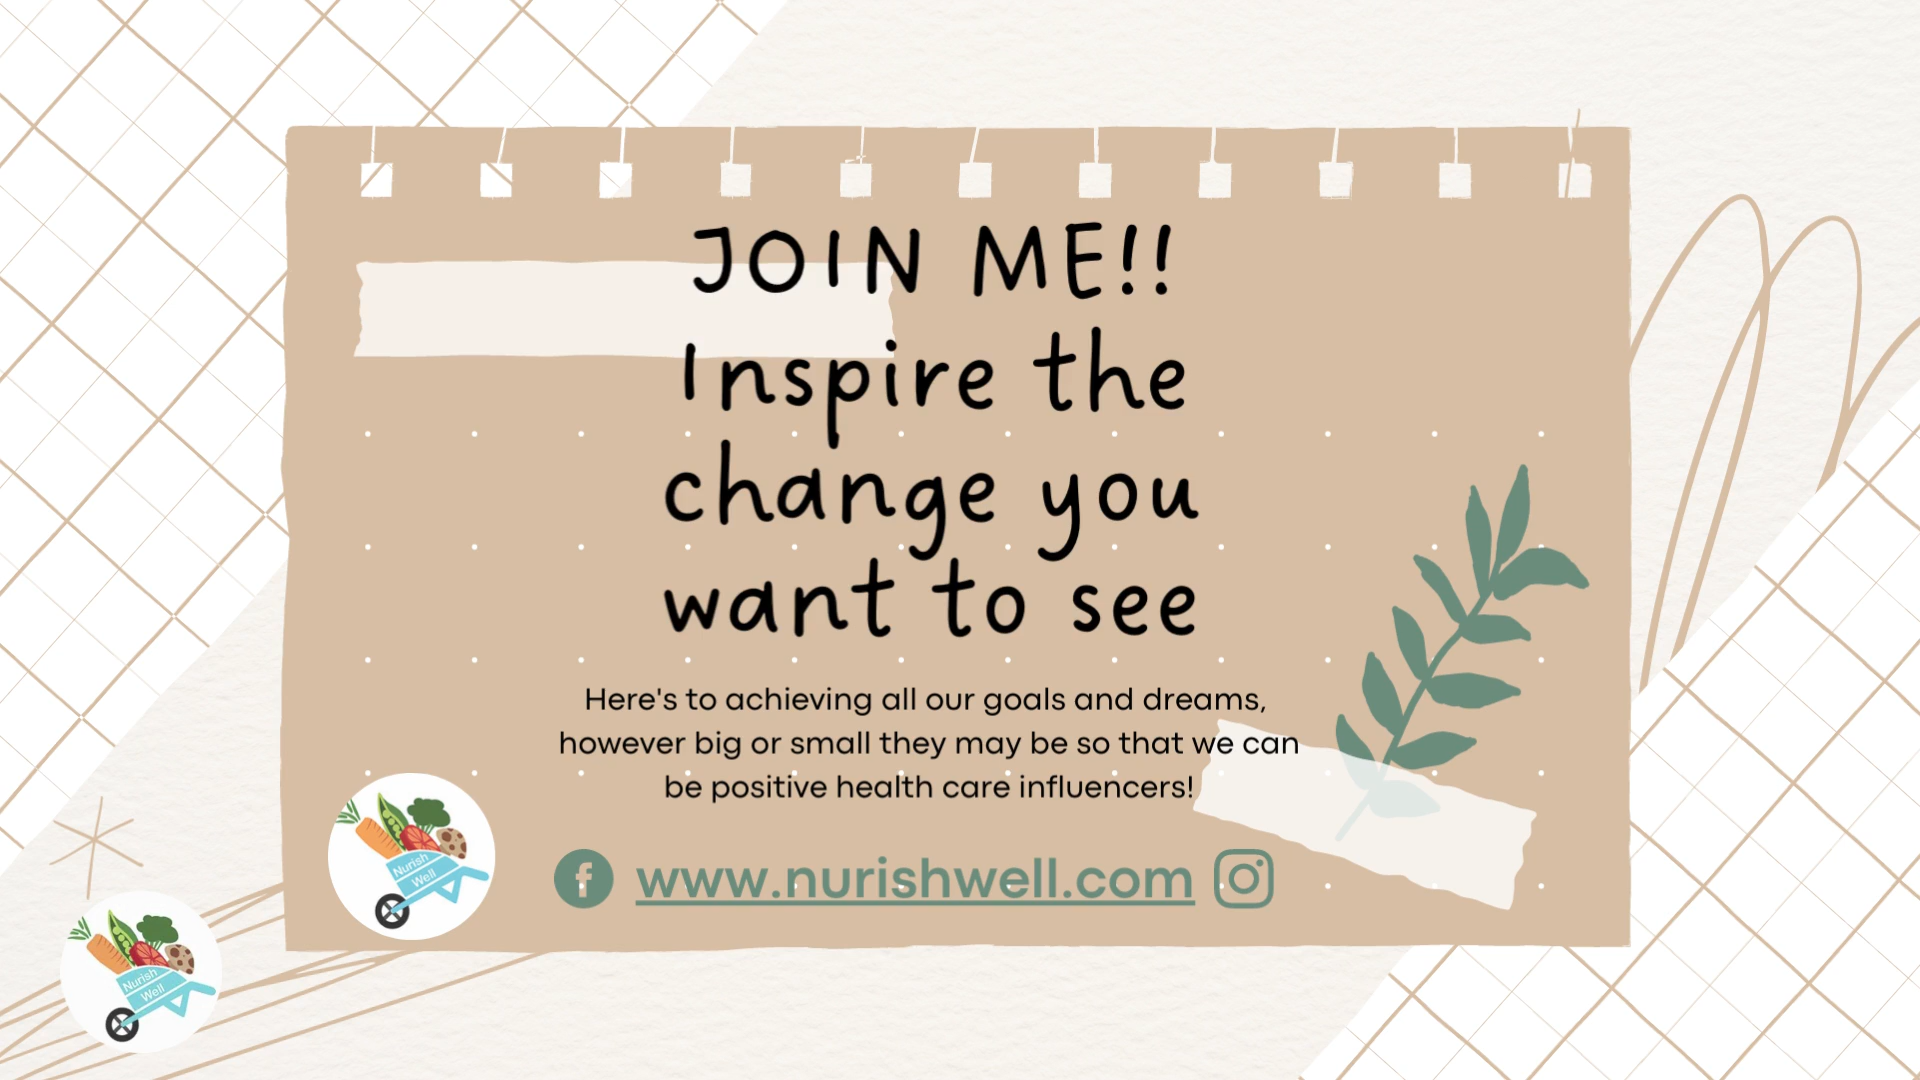 JOIN ME!!
Inspire the
change you
want to see
Here's to achieving all our goals and dreams,
however big or small they may be so that we can
be positive health care influencers!
www.nurishwell.com
Nurish
Well
Nurish
Well